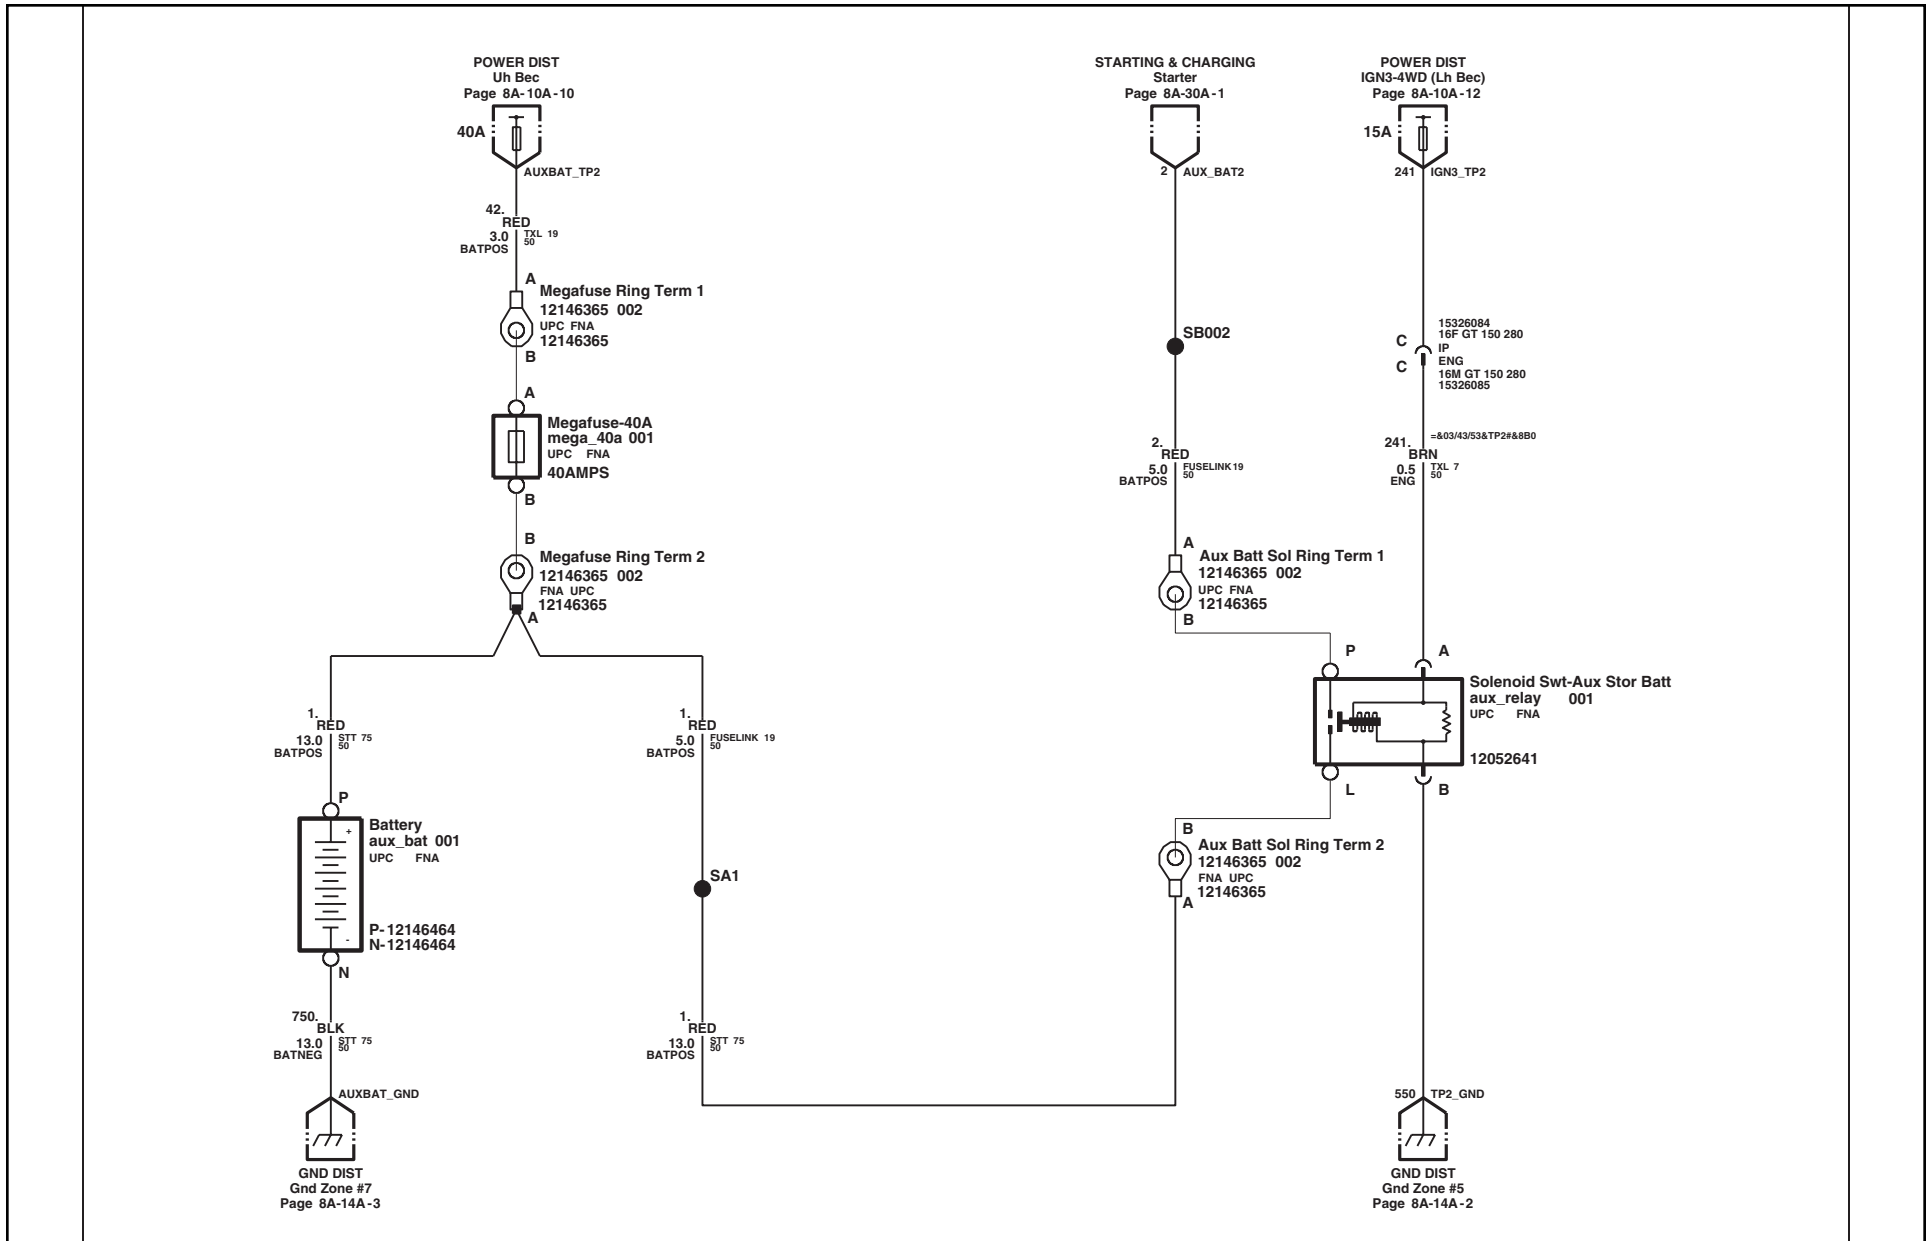 POWER DIST
Uh Bec
Page 8A-10A-10
40A
AUXBAT_TP2
42.
RED
3.0
TXL 19
50
BATPOS
A
Megafuse Ring Term 1
12146365 002
UPC FNA
12146365
B
A
Megafuse-40A
mega_40a 001
UPC FNA
40AMPS
B
B
Megafuse Ring Term 2
12146365 002
FNA UPC
12146365
A
1.
RED
13.0
STT 75
50
BATPOS
P
Battery
aux_bat 001
UPC FNA
+
-
P-12146464
N-12146464
N
750.
BLK
13.0
STT 75
50
BATNEG
AUXBAT_GND
GND DIST
Gnd Zone #7
Page 8A-14A-3
1.
RED
5.0
FUSELINK 19
50
BATPOS
SA1
1.
RED
13.0
STT 75
50
BATPOS
STARTING & CHARGING
Starter
Page 8A-30A-1
2 AUX_BAT2
SB002
2.
RED
5.0
FUSELINK19
50
BATPOS
A
Aux Batt Sol Ring Term 1
12146365 002
UPC FNA
12146365
B
P
L
B
Aux Batt Sol Ring Term 2
12146365 002
FNA UPC
12146365
A
POWER DIST
IGN3-4WD (Lh Bec)
Page 8A-10A-12
15A
241 IGN3_TP2
15326084
16F GT 150 280
C
IP
ENG
C
16M GT 150 280
15326085
=&03/43/53&TP2#&8B0
241.
BRN
0.5
TXL 7
50
ENG
A
Solenoid Swt-Aux Stor Batt
aux_relay 001
UPC FNA
12052641
B
550 TP2_GND
GND DIST
Gnd Zone #5
Page 8A-14A-2